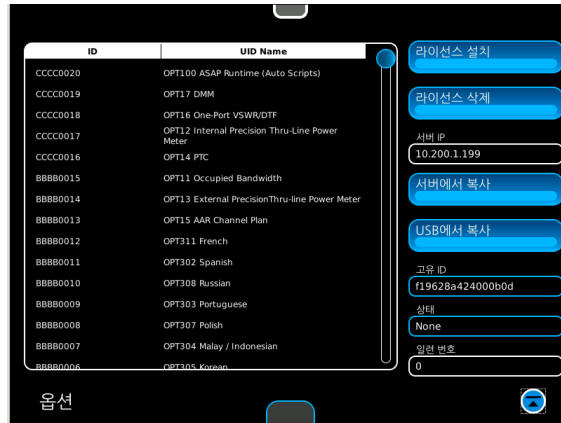 ID UID Name
CCCC0020 OPT100 ASAP Runtime (Auto Scripts)
CCCC0019 OPT17 DMM
CCCC0018 OPT16 One-Port VSWR/DTF
CCCC0017 OPT12 Internal Precision Thru-Line Power
Meter
CCCC0016 OPT14 PTC
BBBB0015 OPT11 Occupied Bandwidth
BBBB0014 OPT13 External PrecisionThru-line Power Meter
BBBB0013 OPT15 AAR Channel Plan
BBBB0012 OPT311 French
BBBB0011 OPT302 Spanish
BBBB0010 OPT308 Russian
BBBB0009 OPT303 Portuguese
BBBB0008 OPT307 Polish
BBBB0007 OPT304 Malay / Indonesian
BBBB0006 OPT305 Korean
라이선스 설치
라이선스 삭제
서버 IP
10.200.1.199
서버에서 복사
USB에서 복사
고유 ID
f19628a424000b0d
상태
None
일련 번호
0
옵션